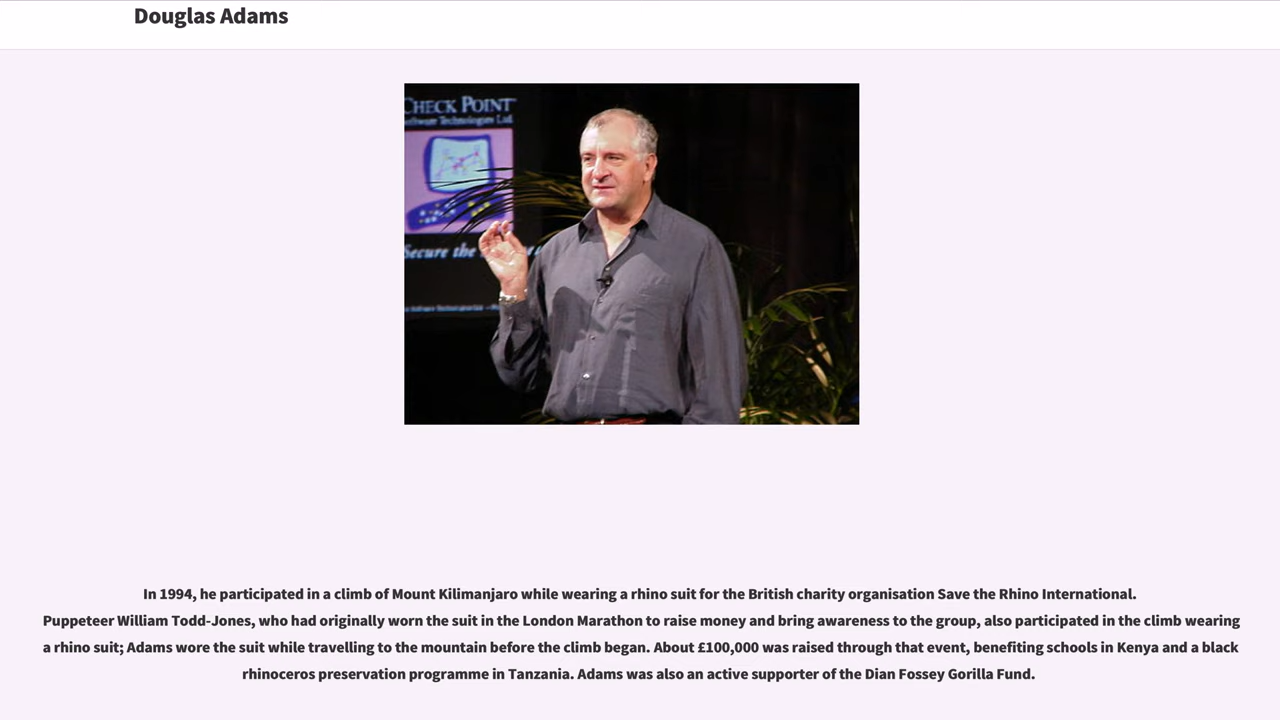 Douglas Adams
CHECK POINT
Software Technologies Ltd.
Secure the
In 1994, he participated in a climb of Mount Kilimanjaro while wearing a rhino suit for the British charity organisation Save the Rhino International.
Puppeteer William Todd-Jones, who had originally worn the suit in the London Marathon to raise money and bring awareness to the group, also participated in the climb wearing
a rhino suit; Adams wore the suit while travelling to the mountain before the climb began. About £100,000 was raised through that event, benefiting schools in Kenya and a black
rhinoceros preservation programme in Tanzania. Adams was also an active supporter of the Dian Fossey Gorilla Fund.